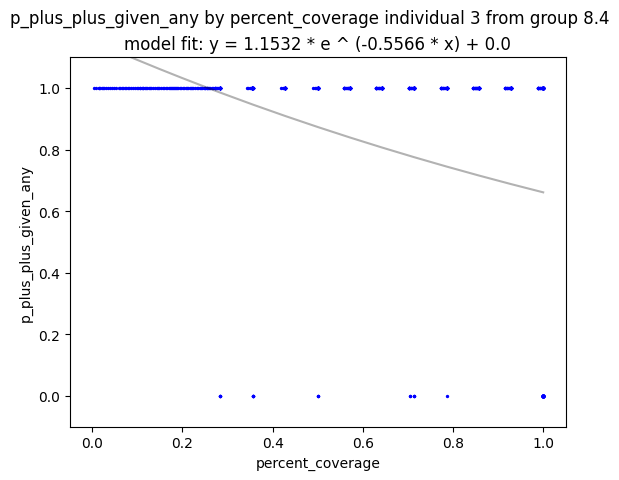 p_plus_plus_given_any by percent_coverage individual 3 from group 8.4
model fit: y = 1.1532 * e ^ (-0.5566 * x) + 0.0
1.0
0.8
0.6
0.4
0.2
0.0
p_plus_plus_given_any
0.0 0.2 0.4 0.6 0.8 1.0
percent_coverage